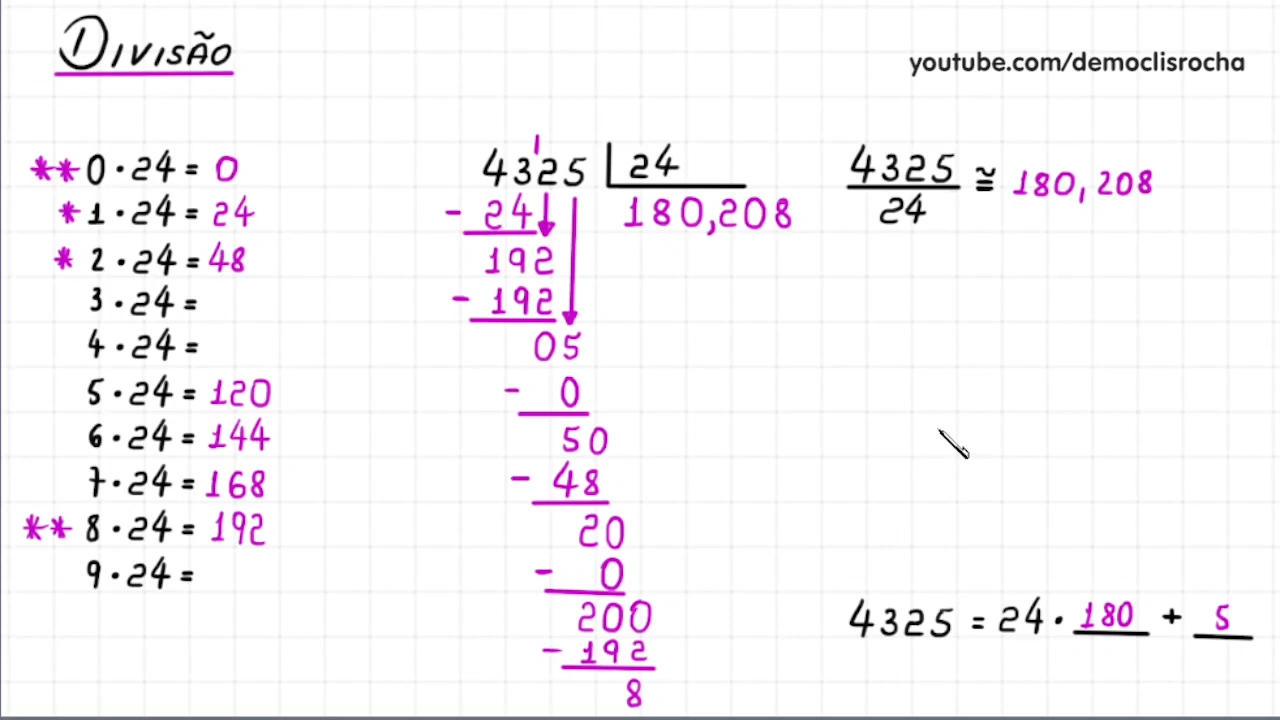 DIVISÃO
youtube.com/democlisrocha
** 0 · 24 = 0
* 1 · 24 = 24
* 2 · 24 = 48
3 · 24 =
4 · 24 =
5 · 24 = 120
6 · 24 = 144
7 · 24 = 168
** 8 · 24 = 192
9 · 24 =
1
4325 24
- 24 180,208
192
- 192
05
- 0
50
- 48
20
- 0
200
- 192
8
4325
24
≅ 180,208
4325 = 24 · 180 + 5